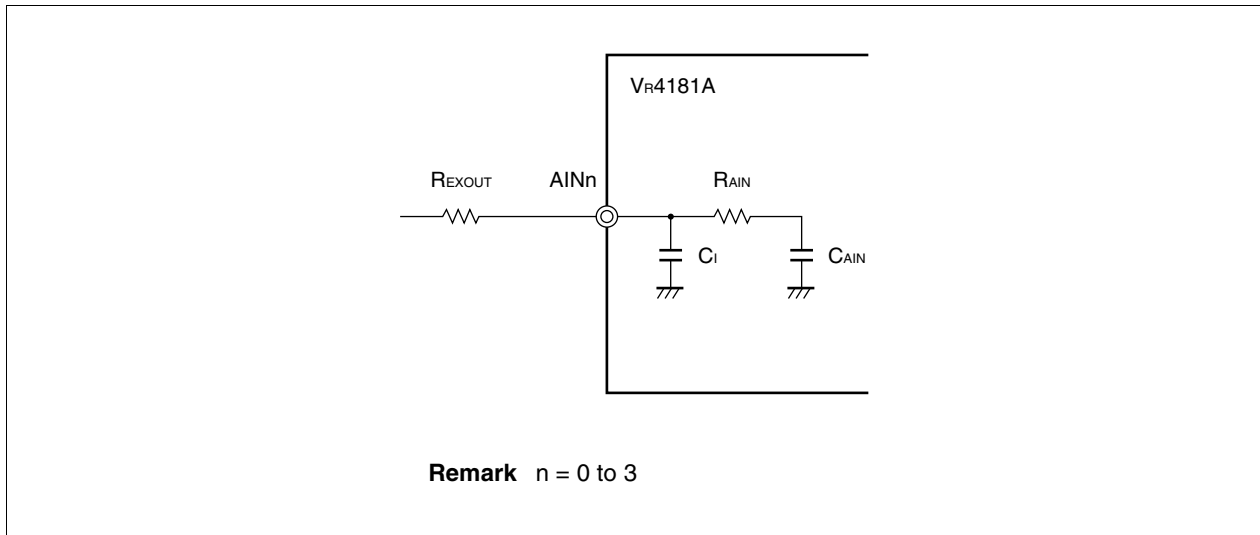 VR4181A
REXOUT
AINn
RAIN
CI
CAIN
Remark n = 0 to 3